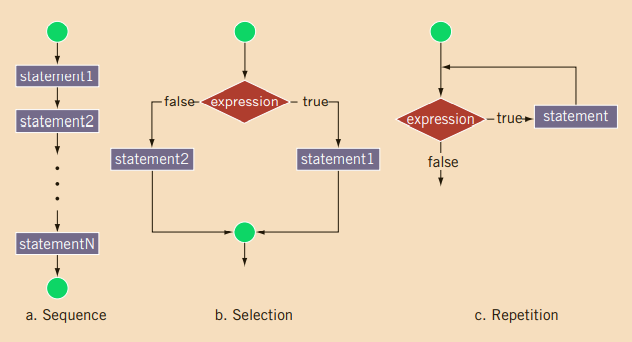 statement1
statement2
statementN
a. Sequence
expression
false
true
statement2
statement1
b. Selection
expression
true
statement
false
c. Repetition